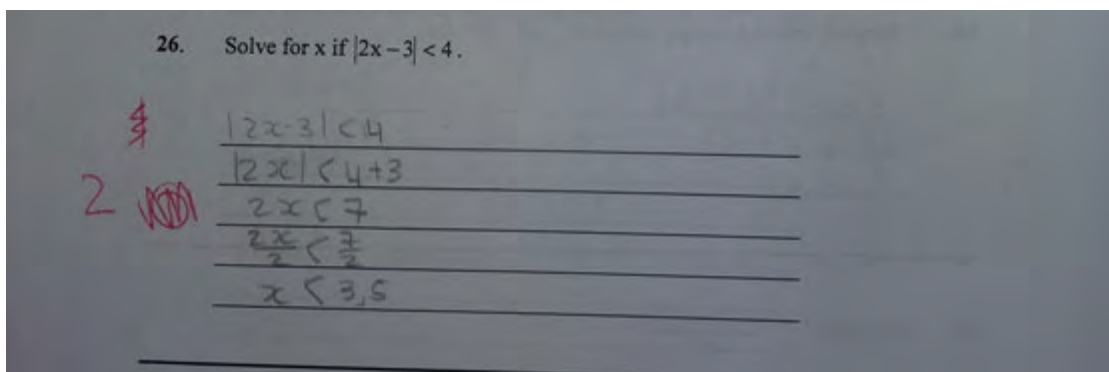 26. Solve for x if |2x – 3| < 4.
|2x-3| < 4
|2x| < 4+3
2 2x < 7
2x/2 < 7/2
x < 3,5